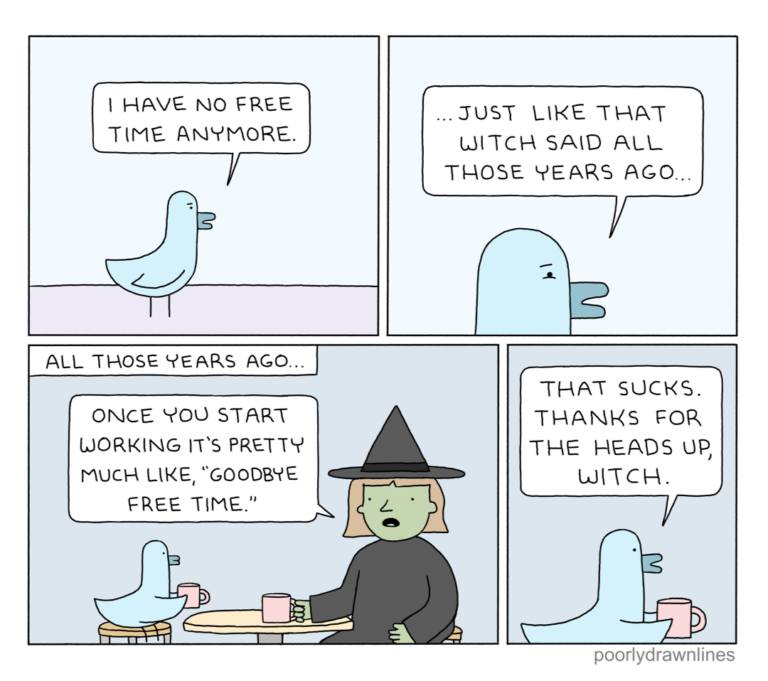 I HAVE NO FREE
TIME ANYMORE.
...JUST LIKE THAT
WITCH SAID ALL
THOSE YEARS AGO...
ALL THOSE YEARS AGO...
ONCE YOU START
WORKING IT'S PRETTY
MUCH LIKE, "GOODBYE
FREE TIME."
THAT SUCKS.
THANKS FOR
THE HEADS UP,
WITCH.
poorlydrawnlines